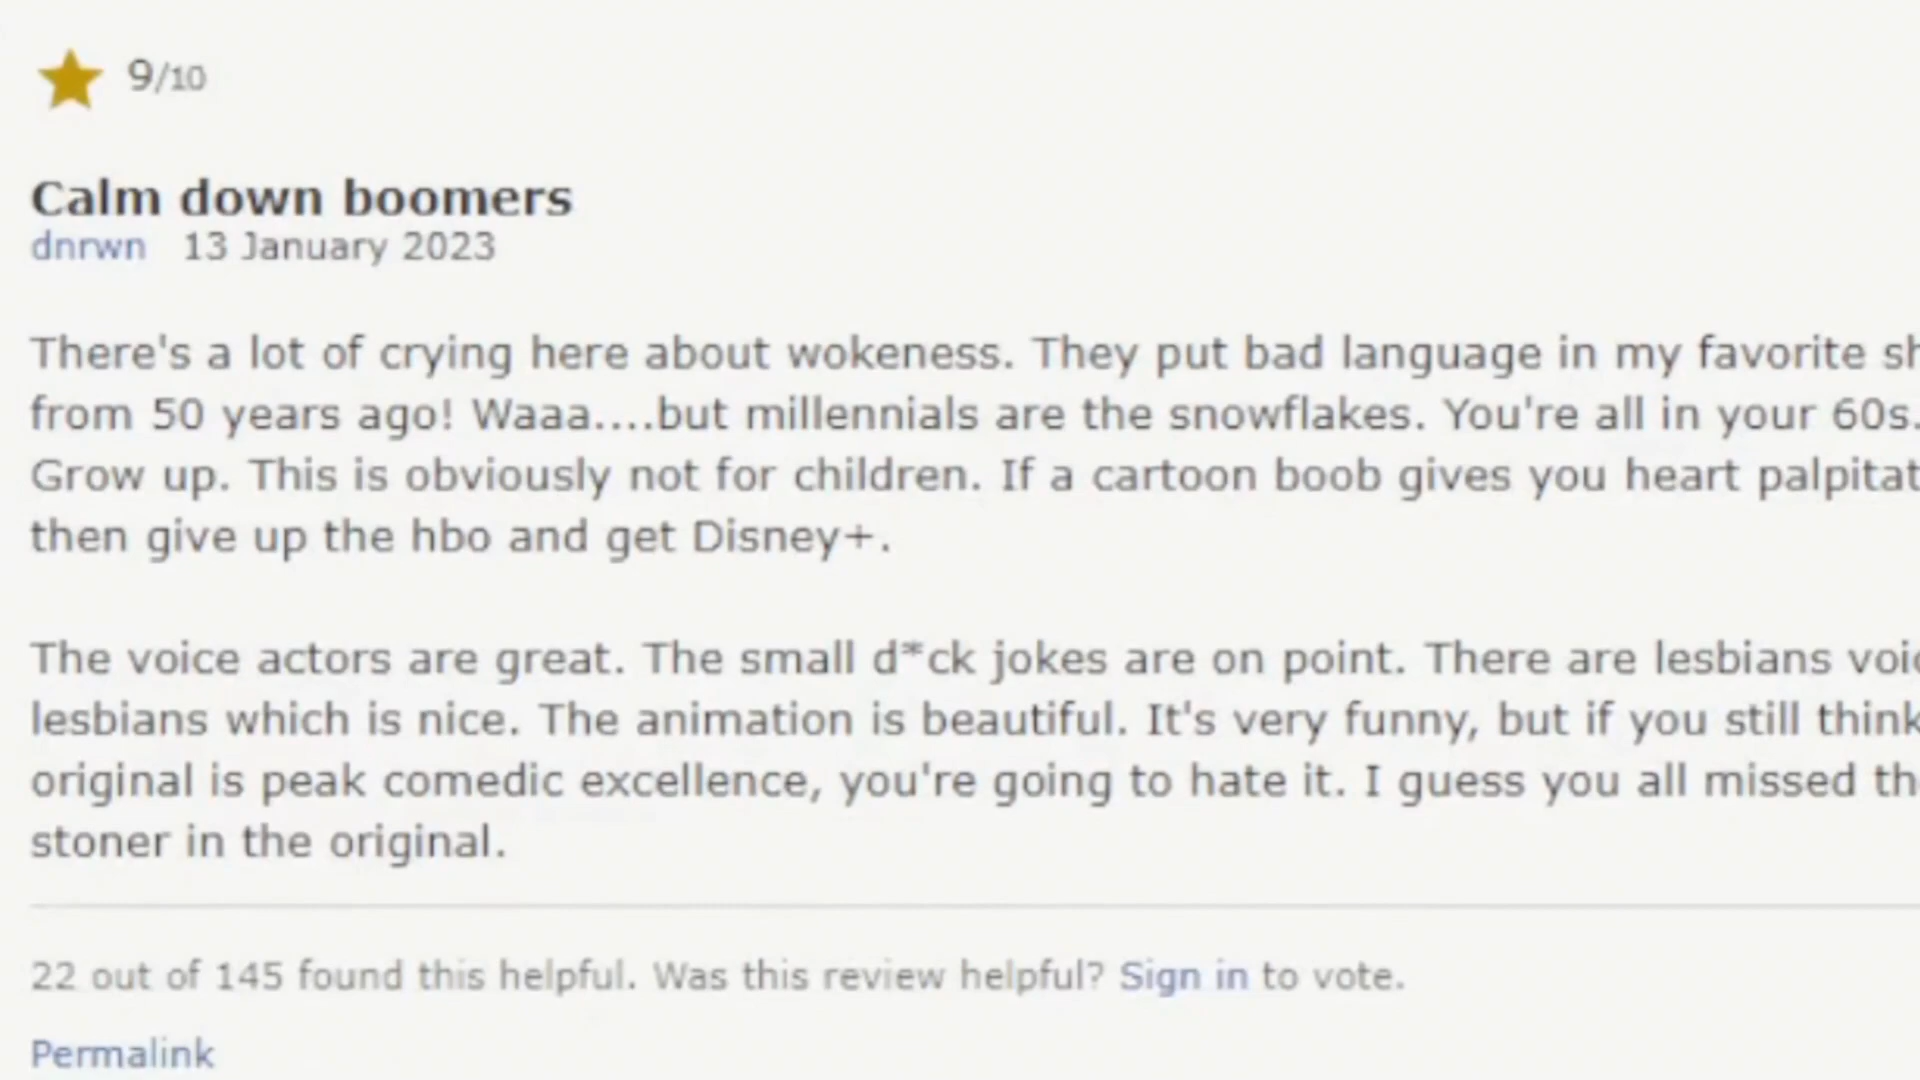 9/10
Calm down boomers
dnrwn 13 January 2023
There's a lot of crying here about wokeness. They put bad language in my favorite
from 50 years ago! Waaa....but millennials are the snowflakes. You're all in your 60s.
Grow up. This is obviously not for children. If a cartoon boob gives you heart
then give up the hbo and get Disney+.
The voice actors are great. The small d*ck jokes are on point. There are lesbians
lesbians which is nice. The animation is beautiful. It's very funny, but if you still think
original is peak comedic excellence, you're going to hate it. I guess you all missed
stoner in the original.
22 out of 145 found this helpful. Was this review helpful? Sign in to vote.
Permalink